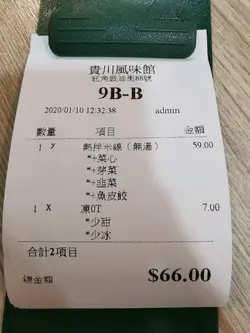 貴川風味館
旺角豉油街88號
9B-B
2020/01/10 12:32:38 admin
數量 項目 金額
1 X 熱拌米線（無湯） 59.00
*+菜心
*+芽菜
*+韭菜
*+魚皮餃
1 X 凍OT 7.00
*少甜
*少冰
合計2項目
總金額 $66.00